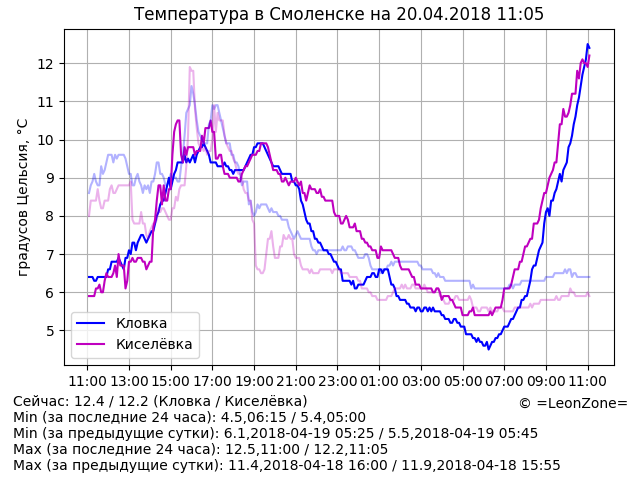 Температура в Смоленске на 20.04.2018 11:05
градусов Цельсия, °C
12
11
10
9
8
7
6
5
Кловка
Киселёвка
11:00 13:00 15:00 17:00 19:00 21:00 23:00 01:00 03:00 05:00 07:00 09:00 11:00
Сейчас: 12.4 / 12.2 (Кловка / Киселёвка)
© =LeonZone=
Min (за последние 24 часа): 4.5,06:15 / 5.4,05:00
Min (за предыдущие сутки): 6.1,2018-04-19 05:25 / 5.5,2018-04-19 05:45
Max (за последние 24 часа): 12.5,11:00 / 12.2,11:05
Max (за предыдущие сутки): 11.4,2018-04-18 16:00 / 11.9,2018-04-18 15:55